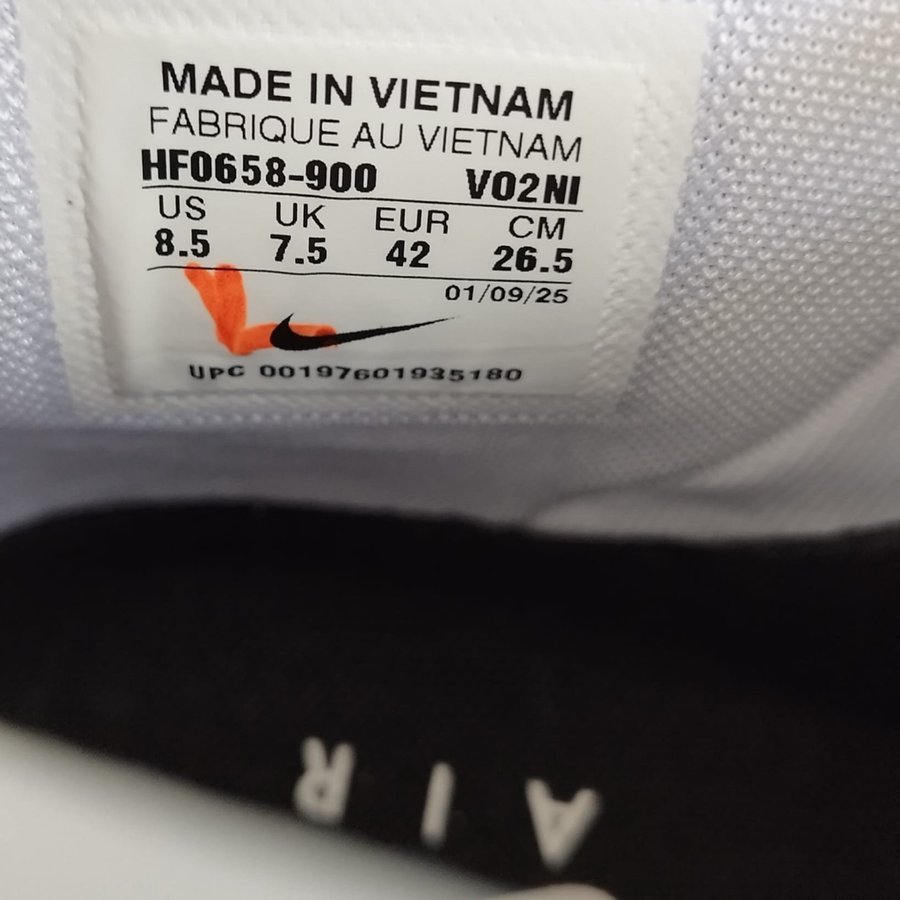 MADE IN VIETNAM
FABRIQUE AU VIETNAM
HF0658-900 VO2NI
US UK EUR CM
8.5 7.5 42 26.5
01/09/25
UPC 00197601935180
AIR